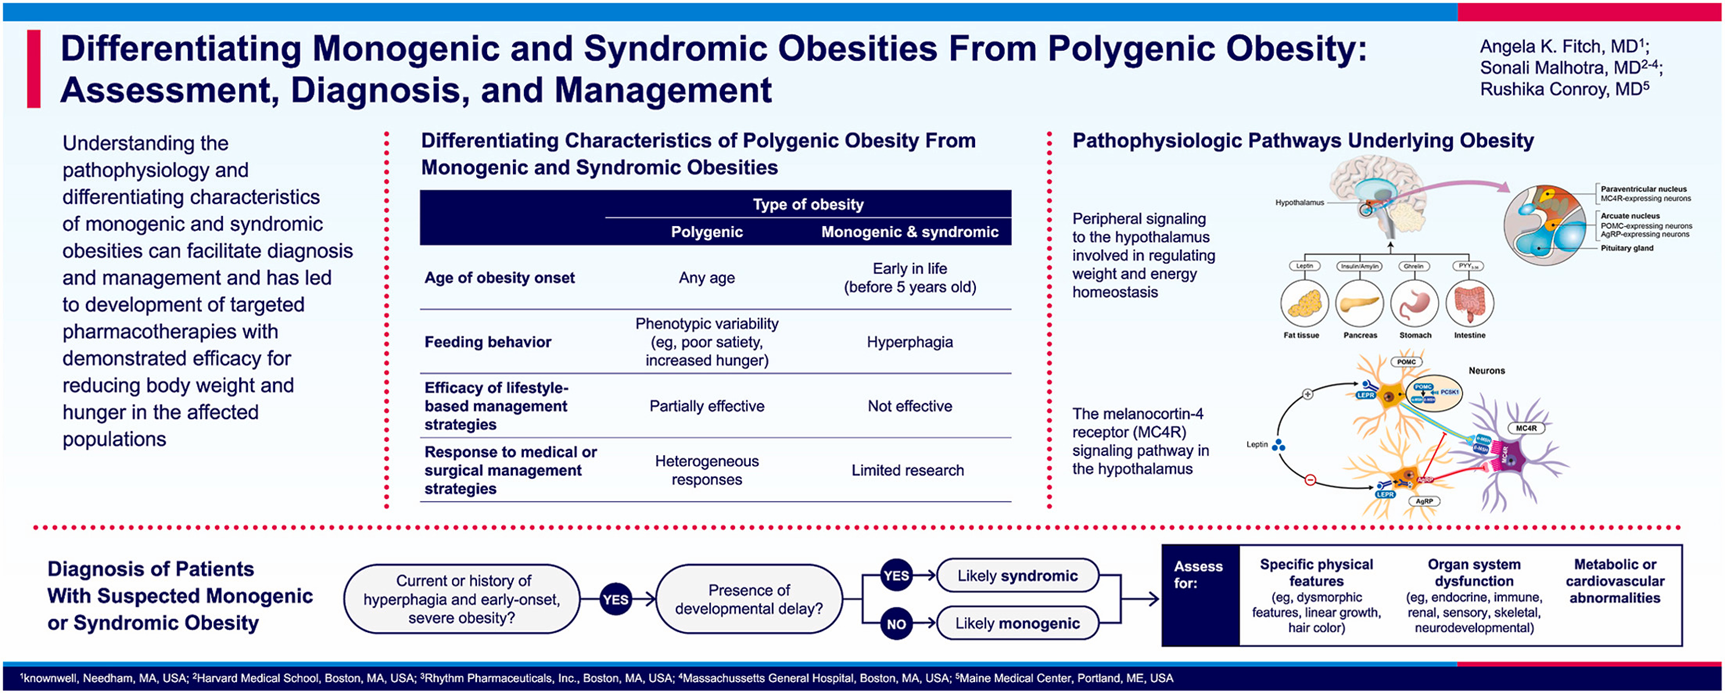 Differentiating Monogenic and Syndromic Obesities From Polygenic Obesity:
Assessment, Diagnosis, and Management
Angela K. Fitch, MD¹;
Sonali Malhotra, MD²⁻⁴;
Rushika Conroy, MD⁵
Understanding the
pathophysiology and
differentiating characteristics
of monogenic and syndromic
obesities can facilitate diagnosis
and management and has led
to development of targeted
pharmacotherapies with
demonstrated efficacy for
reducing body weight and
hunger in the affected
populations
Differentiating Characteristics of Polygenic Obesity From
Monogenic and Syndromic Obesities
Type of obesity
Polygenic Monogenic & syndromic
Age of obesity onset
Any age
Early in life
(before 5 years old)
Feeding behavior
Phenotypic variability
(eg, poor satiety,
increased hunger)
Hyperphagia
Efficacy of lifestyle-
based management
strategies
Partially effective
Not effective
Response to medical or
surgical management
strategies
Heterogeneous
responses
Limited research
Pathophysiologic Pathways Underlying Obesity
Peripheral signaling
to the hypothalamus
involved in regulating
weight and energy
homeostasis
Hypothalamus
Paraventricular nucleus
MC4R-expressing neurons
Arcuate nucleus
POMC-expressing neurons
AgRP-expressing neurons
Pituitary gland
Leptin Insulin/Amylin Ghrelin PYY
Fat tissue Pancreas Stomach Intestine
The melanocortin-4
receptor (MC4R)
signaling pathway in
the hypothalamus
POMC
Neurons
LEPR
POMC
PCSK1
+
Leptin
MC4R
MC4R
−
AgRP
LEPR
AgRP
Diagnosis of Patients
With Suspected Monogenic
or Syndromic Obesity
Current or history of
hyperphagia and early-onset,
severe obesity?
YES
Presence of
developmental delay?
YES
Likely syndromic
NO
Likely monogenic
Assess
for:
Specific physical
features
(eg, dysmorphic
features, linear growth,
hair color)
Organ system
dysfunction
(eg, endocrine, immune,
renal, sensory, skeletal,
neurodevelopmental)
Metabolic or
cardiovascular
abnormalities
¹knownwell, Needham, MA, USA; ²Harvard Medical School, Boston, MA, USA; ³Rhythm Pharmaceuticals, Inc., Boston, MA, USA; ⁴Massachussetts General Hospital, Boston, MA, USA; ⁵Maine Medical Center, Portland, ME, USA